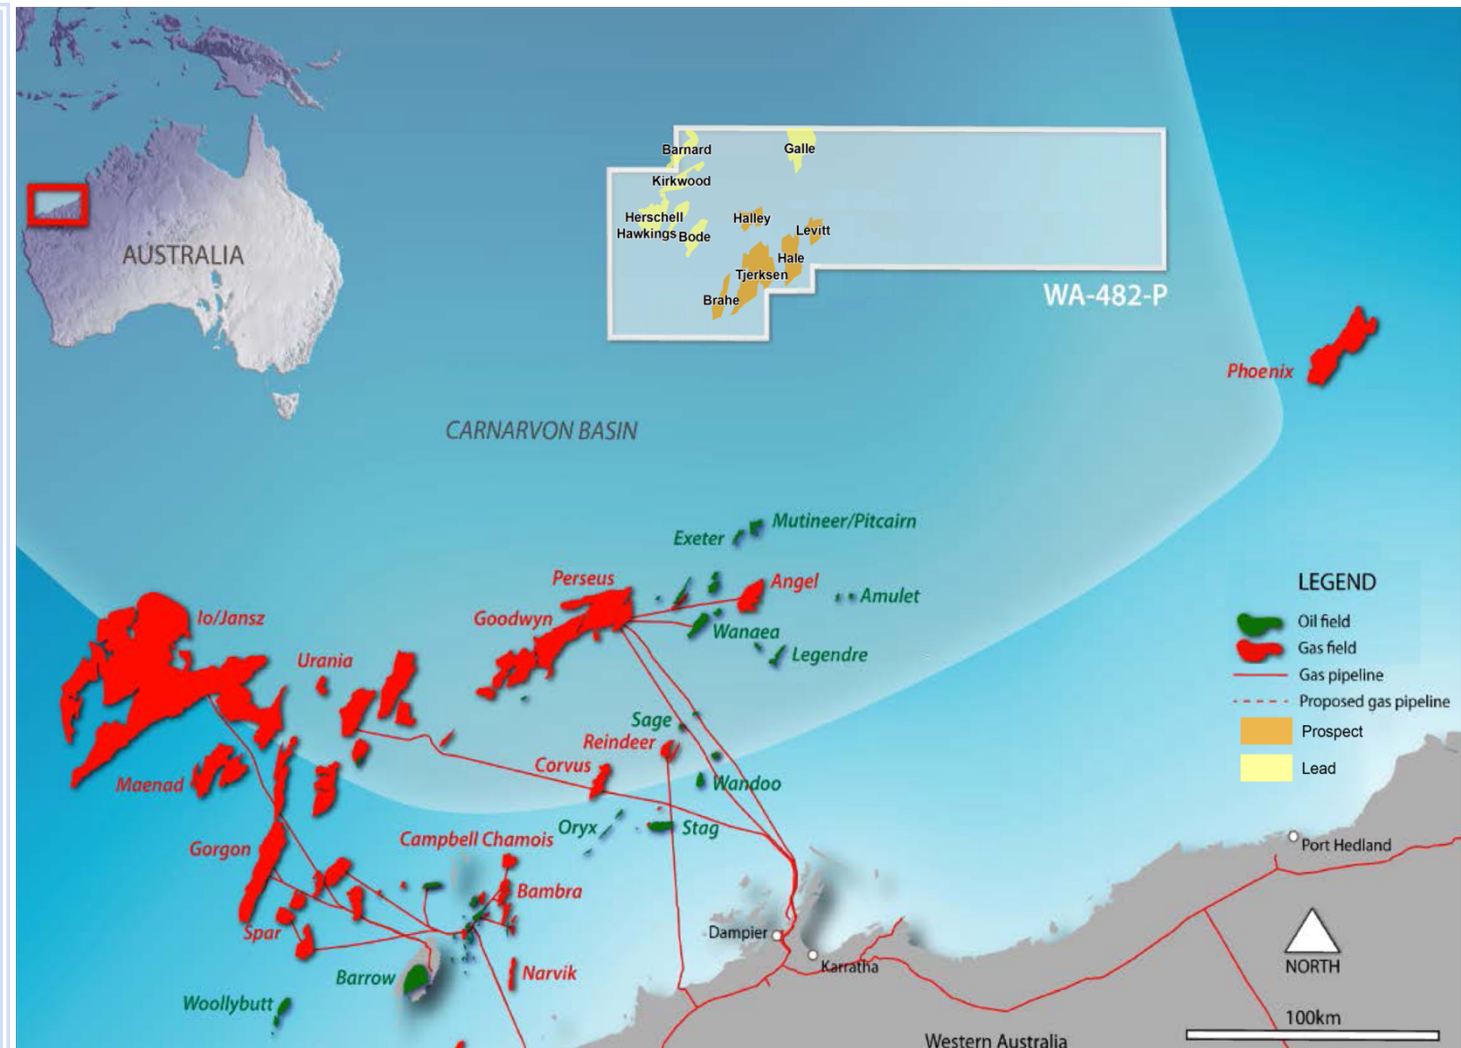 Barnard
Galle
Kirkwood
Herschell
Halley
Hawkings
Bode
Levitt
Hale
Tjerksen
Brahe
AUSTRALIA
WA-482-P
Phoenix
CARNARVON BASIN
Mutineer/Pitcairn
Exeter
Perseus
Angel
Amulet
Io/Jansz
Goodwyn
Wanaea
Legendre
Urania
Sage
Reindeer
Corvus
Maenad
Wandoo
Oryx
Stag
Campbell Chamois
Gorgon
Bambra
Spar
Barrow
Narvik
Woollybutt
Dampier
Karratha
Port Hedland
Western Australia
LEGEND
Oil field
Gas field
Gas pipeline
Proposed gas pipeline
Prospect
Lead
NORTH
100km